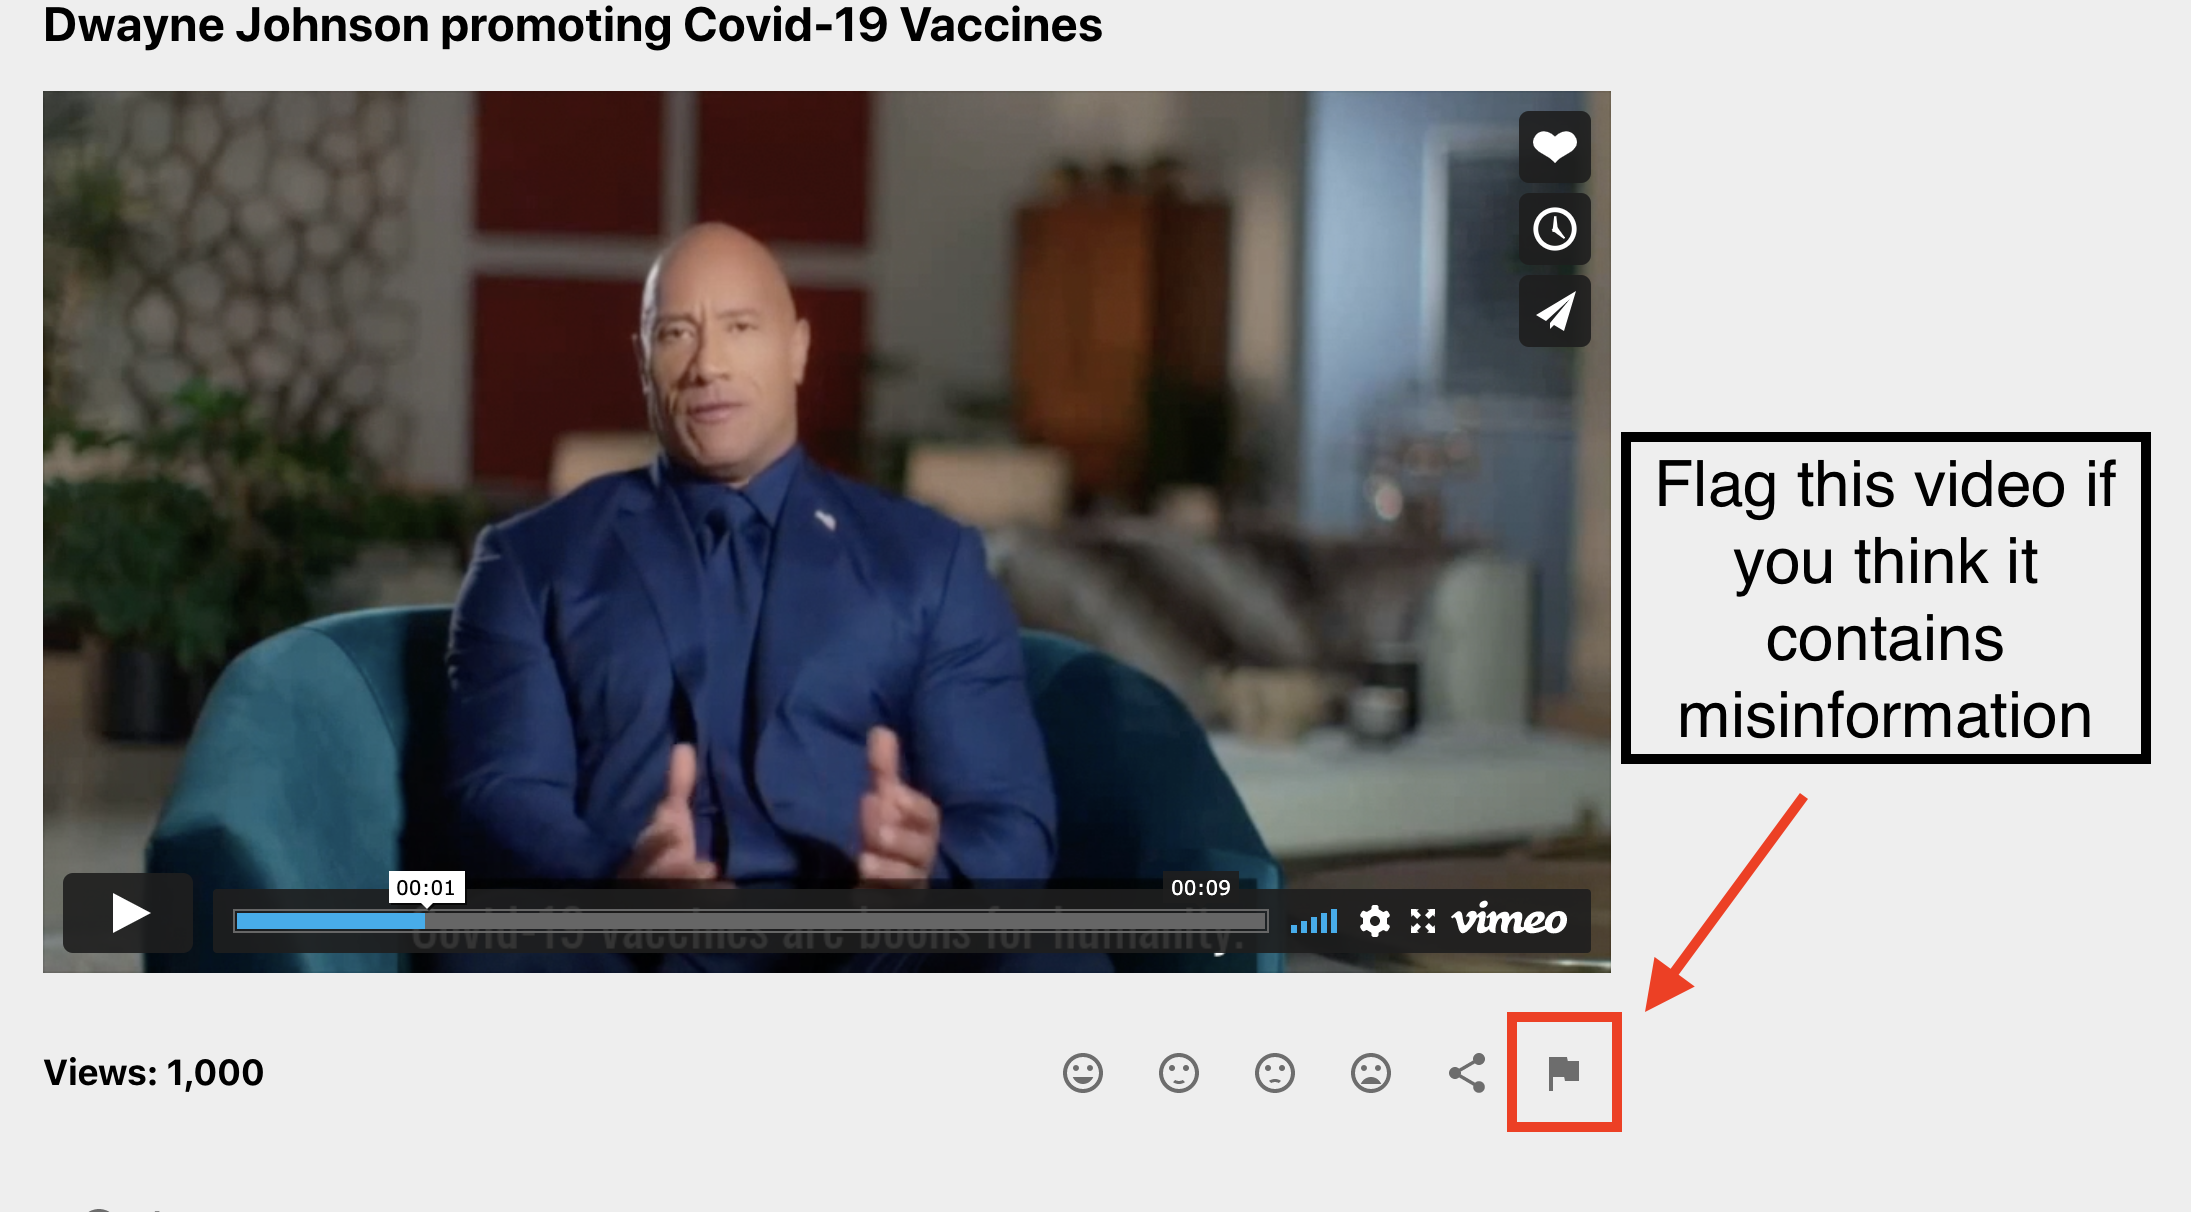 Dwayne Johnson promoting Covid-19 Vaccines
Flag this video if
you think it
contains
misinformation
00:01
00:09
Covid-19 vaccines are boons for humanity.
vimeo
Views: 1,000